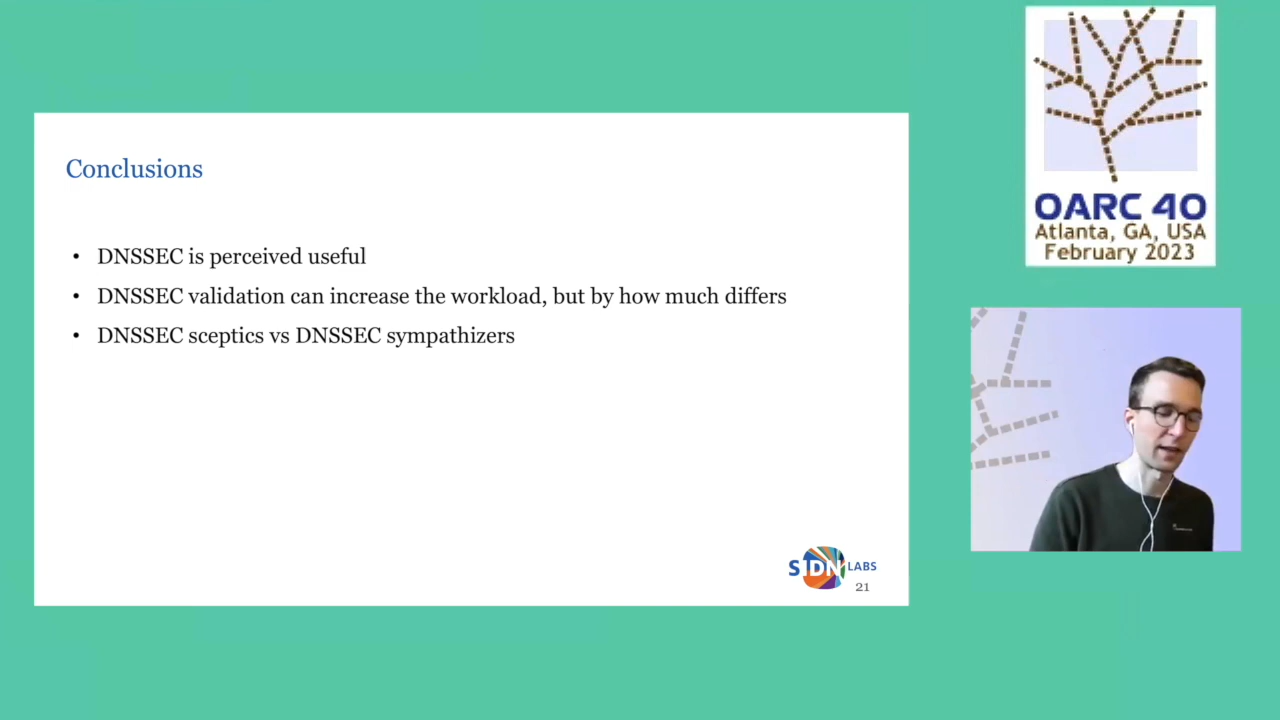 Conclusions
• DNSSEC is perceived useful
• DNSSEC validation can increase the workload, but by how much differs
• DNSSEC sceptics vs DNSSEC sympathizers
SIDN LABS
21
OARC 40
Atlanta, GA, USA
February 2023